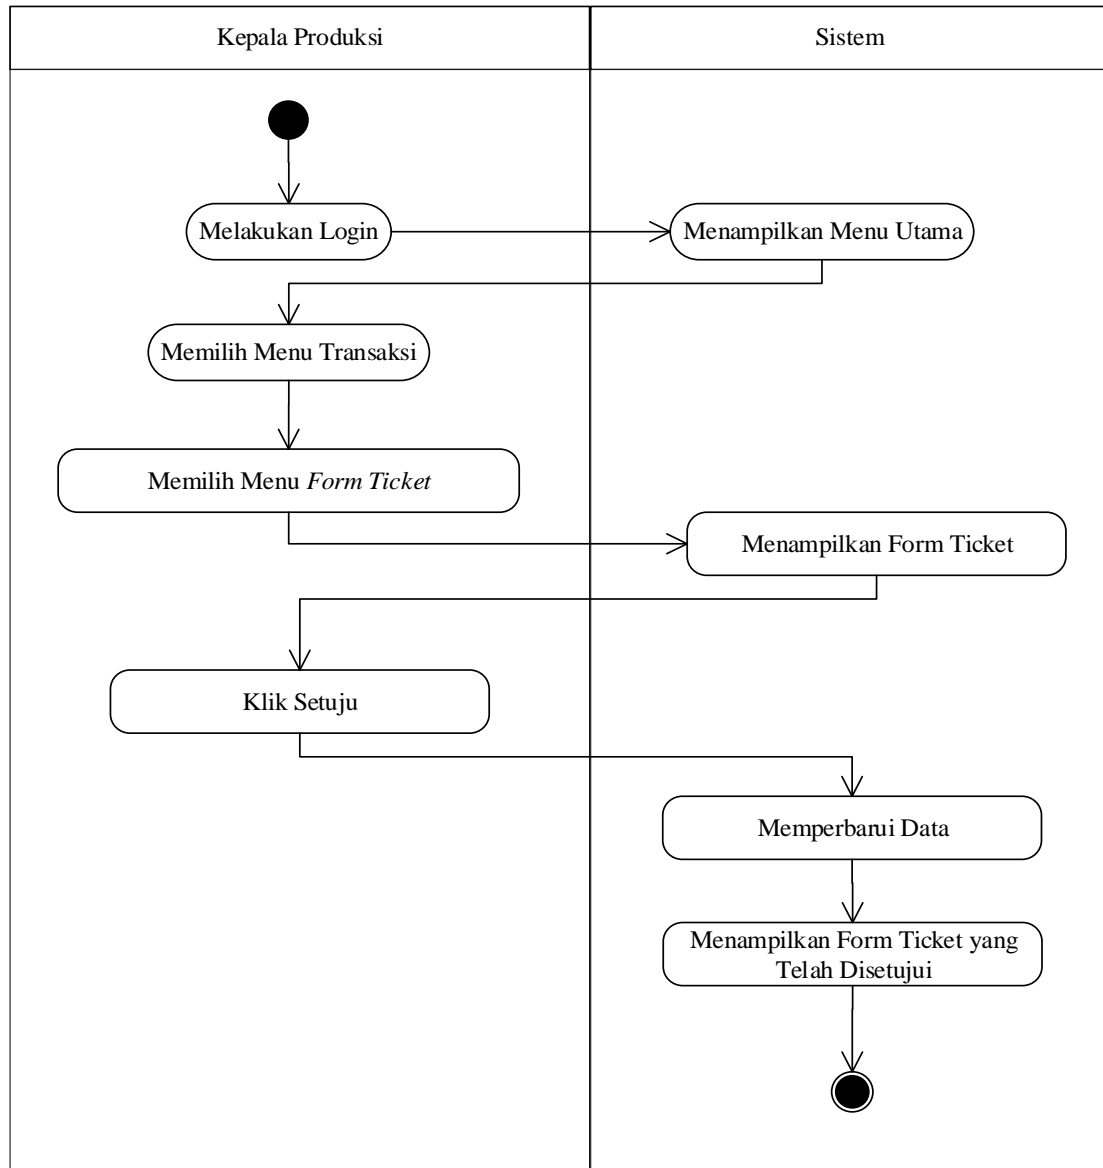 Kepala Produksi
Sistem
Melakukan Login
Menampilkan Menu Utama
Memilih Menu Transaksi
Memilih Menu Form Ticket
Menampilkan Form Ticket
Klik Setuju
Memperbarui Data
Menampilkan Form Ticket yang
Telah Disetujui